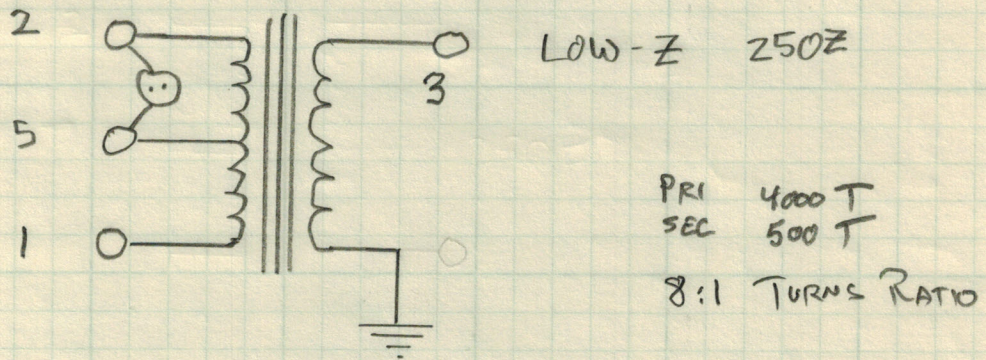 2
5
1
3
LOW-Z 250Z
PRI 4000 T
SEC 500 T
8:1 TURNS RATIO